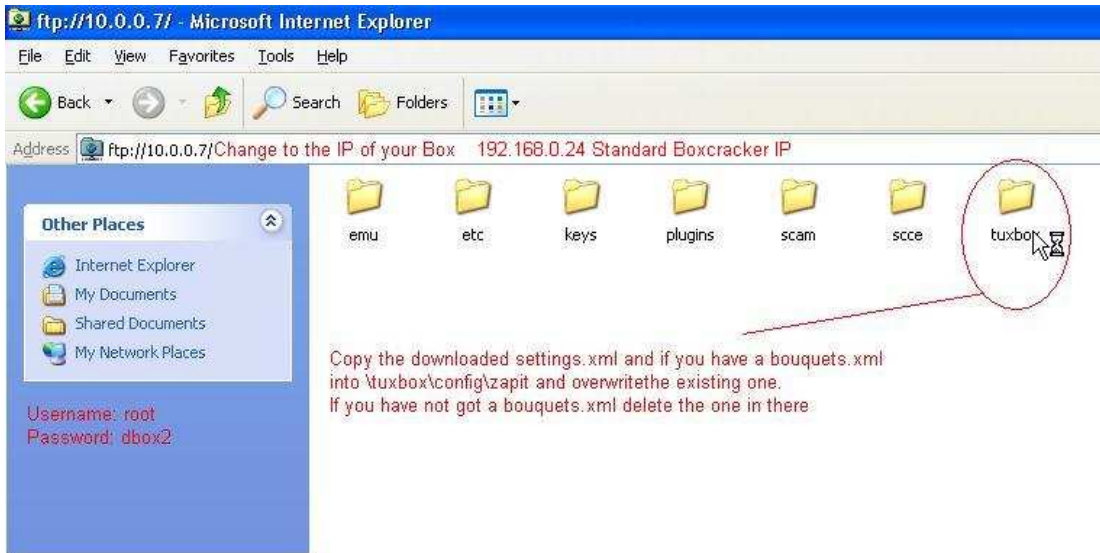 ftp://10.0.0.7/ - Microsoft Internet Explorer
File Edit View Favorites Tools Help
Back Search Folders
Address ftp://10.0.0.7/Change to the IP of your Box 192.168.0.24 Standard Boxcracker IP
Other Places
Internet Explorer
My Documents
Shared Documents
My Network Places
Username: root
Password: dbox2
emu etc keys plugins scam scce tuxbox
Copy the downloaded settings.xml and if you have a bouquets.xml
into \tuxbox\config\zapit and overwritethe existing one.
If you have not got a bouquets.xml delete the one in there